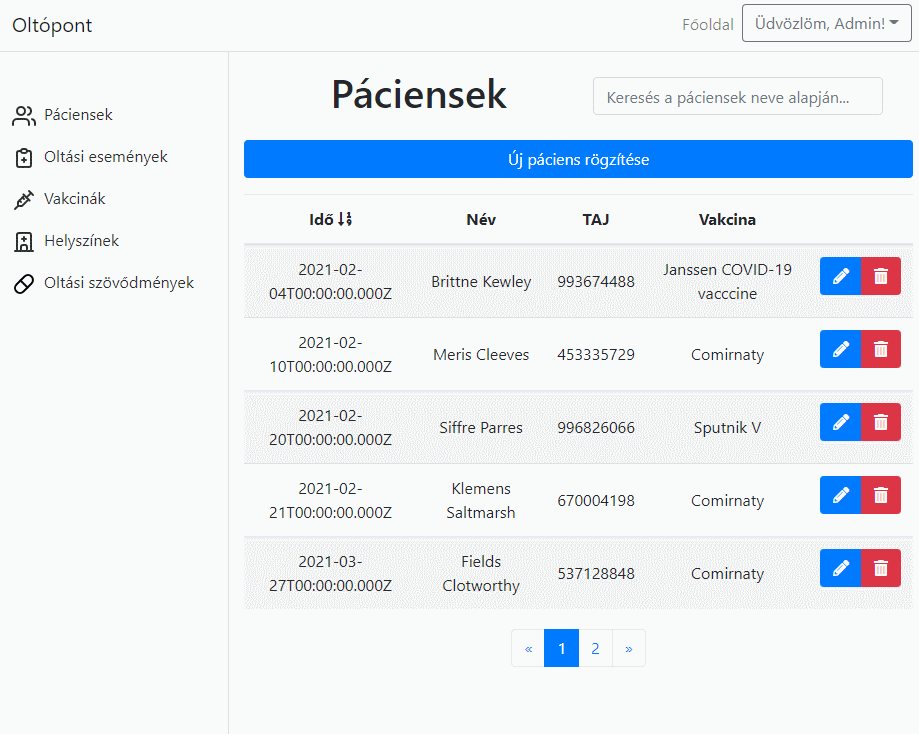 Oltópont
Főoldal
Üdvözlöm, Admin!
Páciensek
Oltási események
Vakcinák
Helyszínek
Oltási szövődmények
Páciensek
Keresés a páciensek neve alapján...
Új páciens rögzítése
Idő Név TAJ Vakcina
2021-02-
04T00:00:00.000Z
Brittne Kewley
993674488
Janssen COVID-19
vacccine
2021-02-
10T00:00:00.000Z
Meris Cleeves
453335729
Comirnaty
2021-02-
20T00:00:00.000Z
Siffre Parres
996826066
Sputnik V
2021-02-
21T00:00:00.000Z
Klemens
Saltmarsh
670004198
Comirnaty
2021-03-
27T00:00:00.000Z
Fields
Clotworthy
537128848
Comirnaty
« 1 2 »